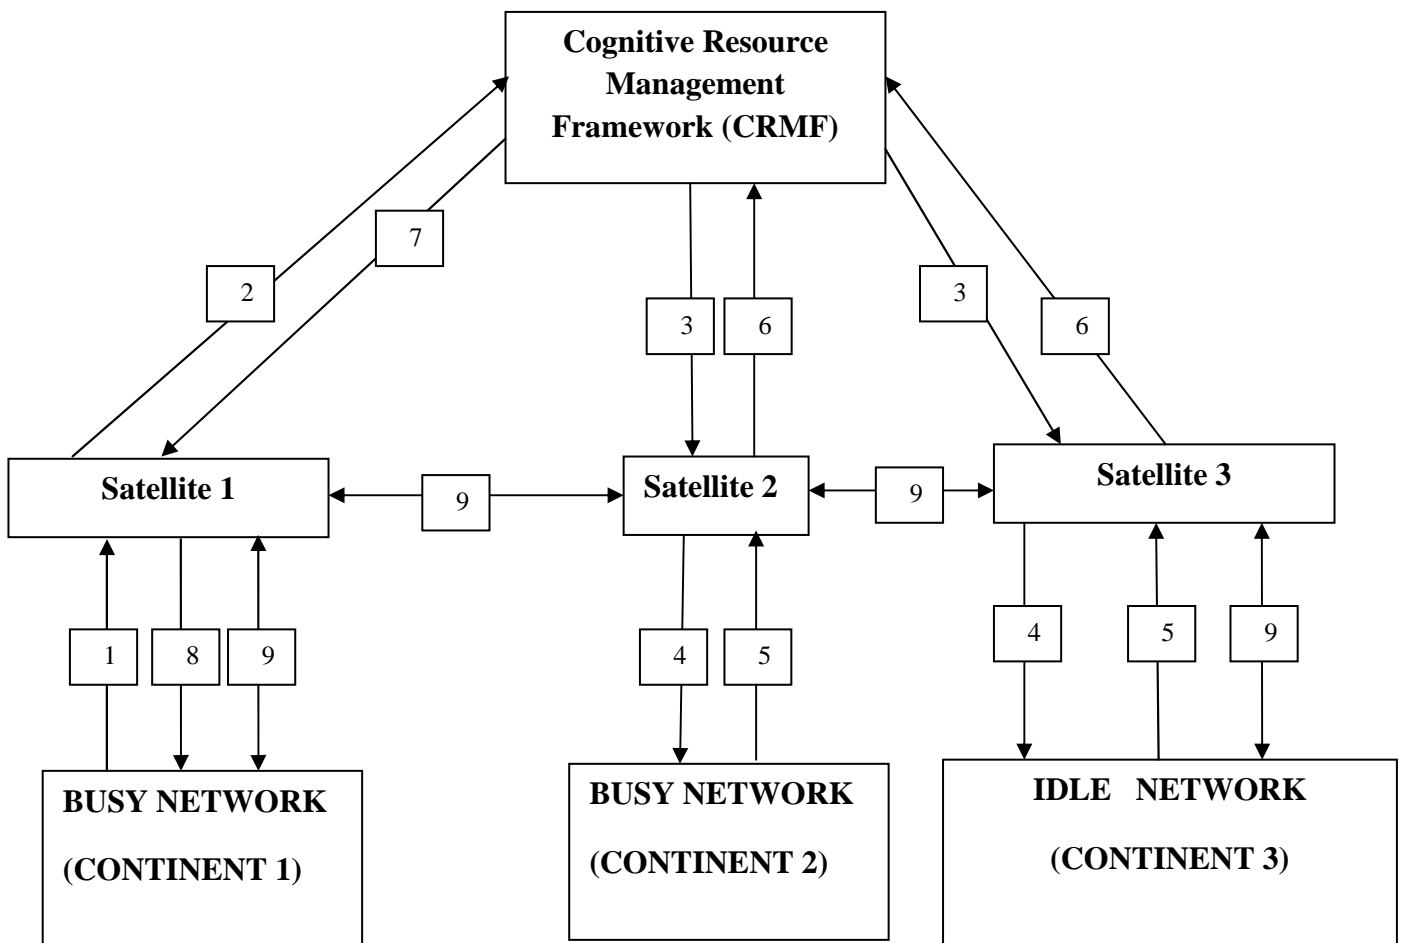 Cognitive Resource
Management
Framework (CRMF)
7
2
3
3
6
6
Satellite 1
Satellite 2
Satellite 3
9
9
1
8
9
4
5
4
5
9
BUSY NETWORK
(CONTINENT 1)
BUSY NETWORK
(CONTINENT 2)
IDLE NETWORK
(CONTINENT 3)